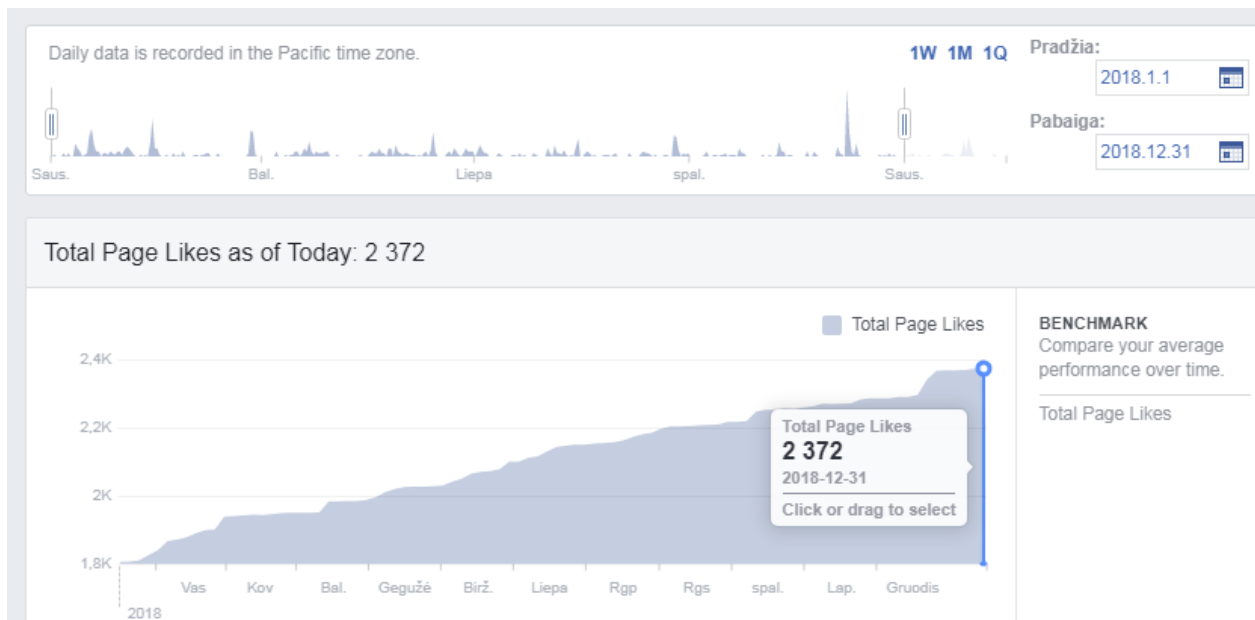 Daily data is recorded in the Pacific time zone.
1W 1M 1Q
Pradžia:
2018.1.1
Pabaiga:
2018.12.31
Saus. Bal. Liepa spal. Saus.
Total Page Likes as of Today: 2 372
Total Page Likes
2,4K
2,2K
2K
1,8K
Total Page Likes
2 372
2018-12-31
Click or drag to select
Vas Kov Bal. Gegužė Birž. Liepa Rgp Rgs spal. Lap. Gruodis
2018
BENCHMARK
Compare your average
performance over time.
Total Page Likes